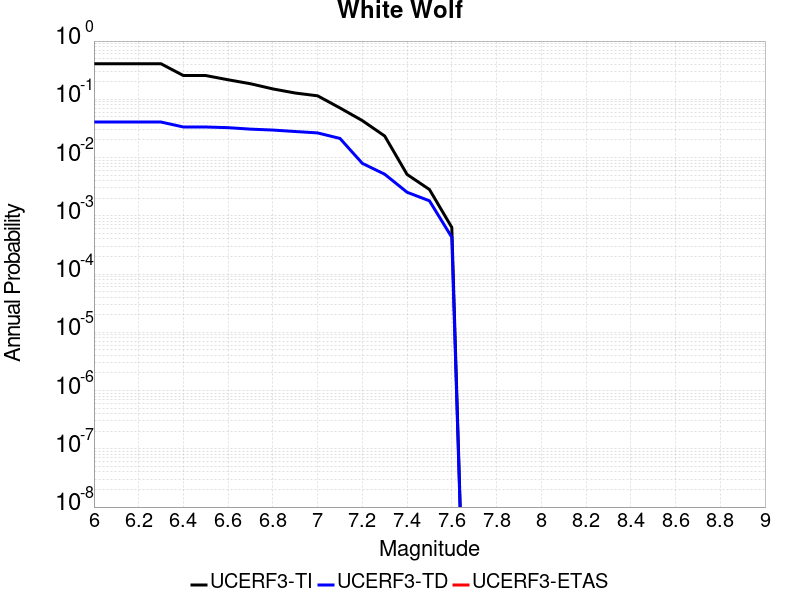 White Wolf
10^0
10^-1
10^-2
10^-3
10^-4
10^-5
10^-6
10^-7
10^-8
Annual Probability
6 6.2 6.4 6.6 6.8 7 7.2 7.4 7.6 7.8 8 8.2 8.4 8.6 8.8 9
Magnitude
UCERF3-TI UCERF3-TD UCERF3-ETAS